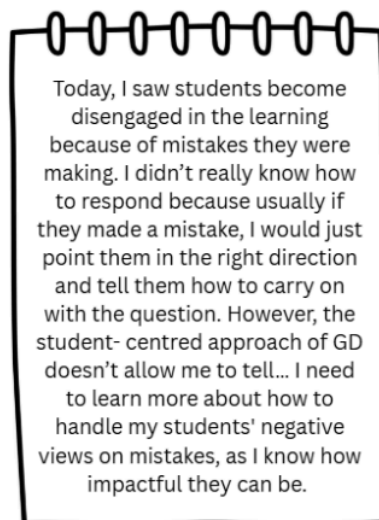 Today, I saw students become
disengaged in the learning
because of mistakes they were
making. I didn’t really know how
to respond because usually if
they made a mistake, I would just
point them in the right direction
and tell them how to carry on
with the question. However, the
student- centred approach of GD
doesn’t allow me to tell... I need
to learn more about how to
handle my students' negative
views on mistakes, as I know how
impactful they can be.